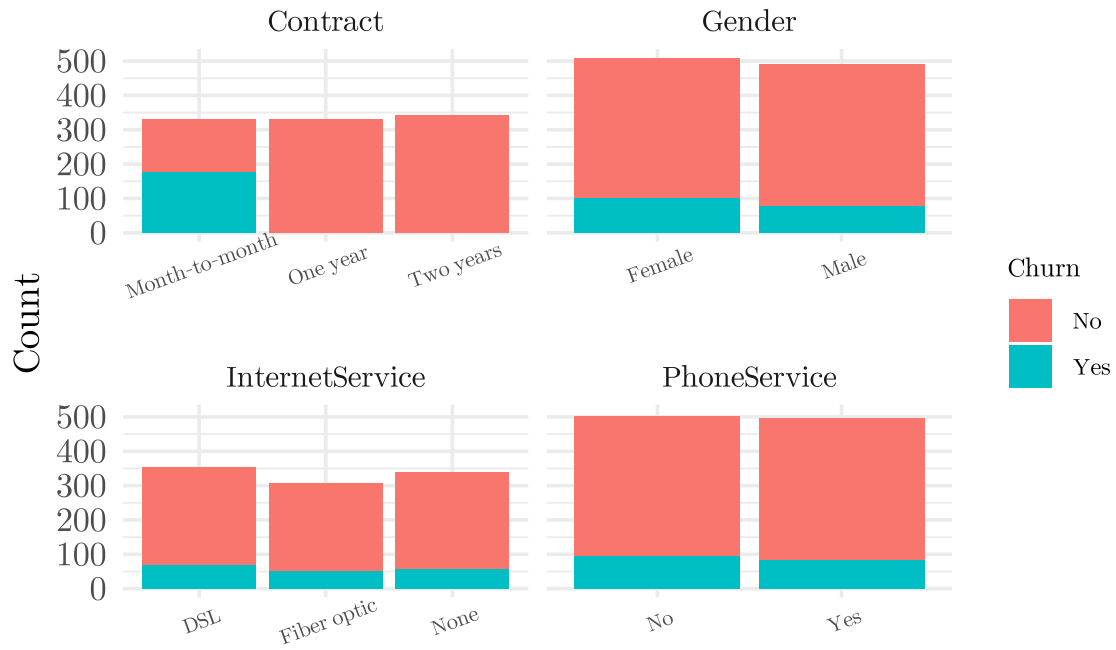 Contract
Gender
500
400
300
200
100
0
Month-to-month
One year
Two years
Female
Male
Count
Churn
No
Yes
InternetService
PhoneService
500
400
300
200
100
0
DSL
Fiber optic
None
No
Yes